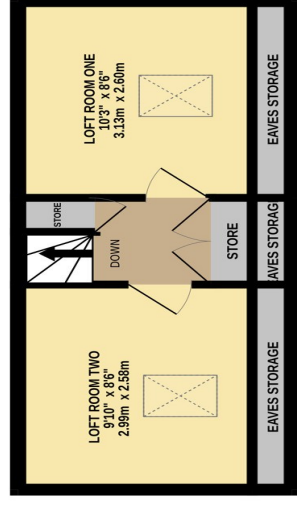 LOFT ROOM ONE
10'3" x 8'6"
3.13m x 2.60m
EAVES STORAGE
STORE
DOWN
STORE
EAVES STORAG
LOFT ROOM TWO
9'10" x 8'6"
2.99m x 2.58m
EAVES STORAGE